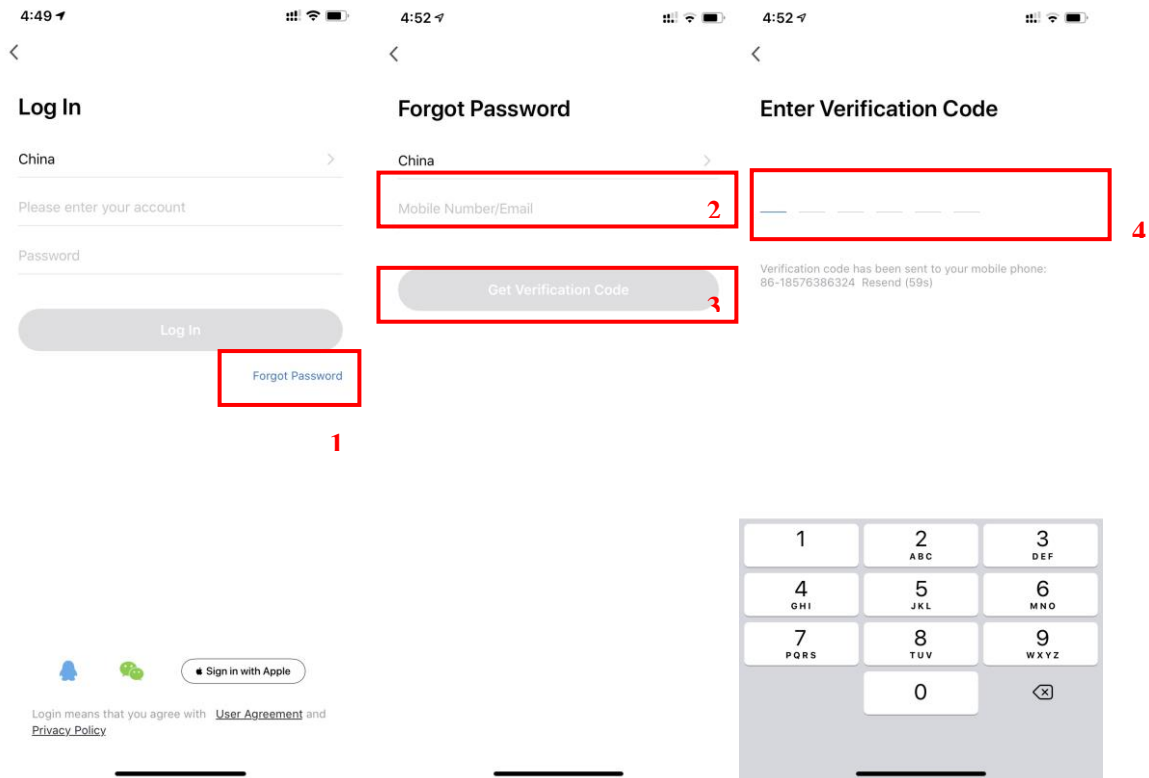 4:49
Log In
China
Please enter your account
Password
Log In
Forgot Password
1
Sign in with Apple
Login means that you agree with User Agreement and
Privacy Policy
4:52
Forgot Password
China
Mobile Number/Email
2
Get Verification Code
3
4:52
Enter Verification Code
4
Verification code has been sent to your mobile phone:
86-18576386324 Resend (59s)
1
2
ABC
3
DEF
4
GHI
5
JKL
6
MNO
7
PQRS
8
TUV
9
WXYZ
0